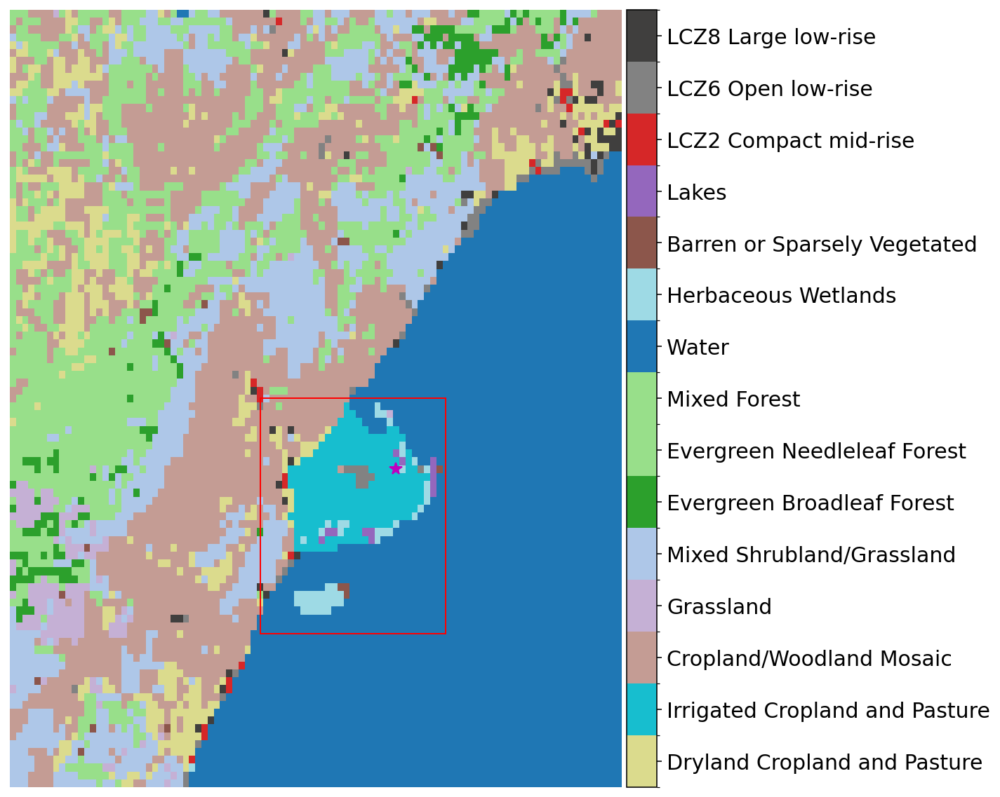 LCZ8 Large low-rise
LCZ6 Open low-rise
LCZ2 Compact mid-rise
Lakes
Barren or Sparsely Vegetated
Herbaceous Wetlands
Water
Mixed Forest
Evergreen Needleleaf Forest
Evergreen Broadleaf Forest
Mixed Shrubland/Grassland
Grassland
Cropland/Woodland Mosaic
Irrigated Cropland and Pasture
Dryland Cropland and Pasture